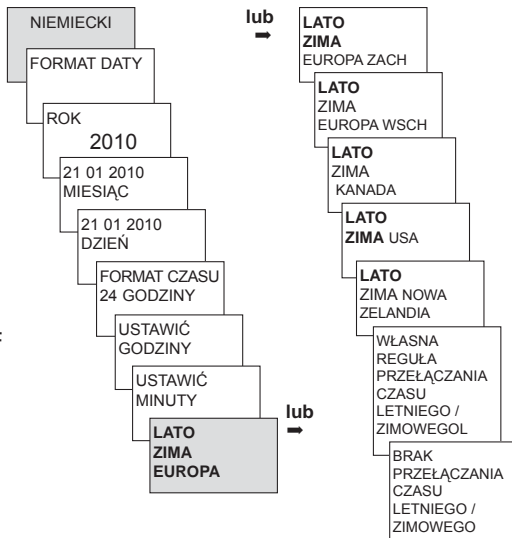 NIEMIECKI
FORMAT DATY
ROK
2010
21 01 2010
MIESIĄC
21 01 2010
DZIEŃ
FORMAT CZASU
24 GODZINY
USTAWIĆ
GODZINY
USTAWIĆ
MINUTY
LATO
ZIMA
EUROPA
lub
➡
lub
➡
LATO
ZIMA
EUROPA ZACH
LATO
ZIMA
EUROPA WSCH
LATO
ZIMA
KANADA
LATO
ZIMA USA
LATO
ZIMA NOWA
ZELANDIA
WŁASNA
REGUŁA
PRZEŁĄCZANIA
CZASU
LETNIEGO /
ZIMOWEGOL
BRAK
PRZEŁĄCZANIA
CZASU
LETNIEGO /
ZIMOWEGO
: